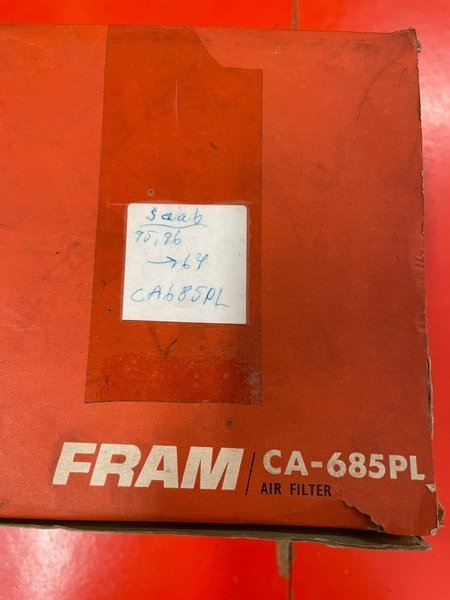 Saab
95, 96
→64
CA685PL
FRAM / CA-685PL
AIR FILTER